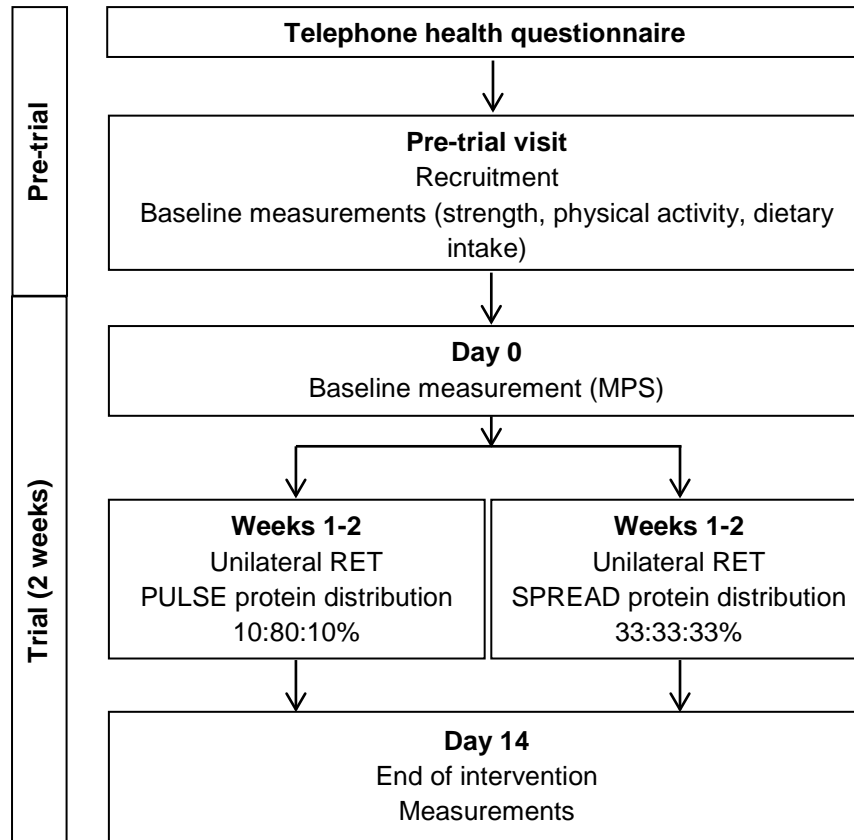 Pre-trial
Telephone health questionnaire
Pre-trial visit
Recruitment
Baseline measurements (strength, physical activity, dietary
intake)
Trial (2 weeks)
Day 0
Baseline measurement (MPS)
Weeks 1-2
Unilateral RET
PULSE protein distribution
10:80:10%
Weeks 1-2
Unilateral RET
SPREAD protein distribution
33:33:33%
Day 14
End of intervention
Measurements